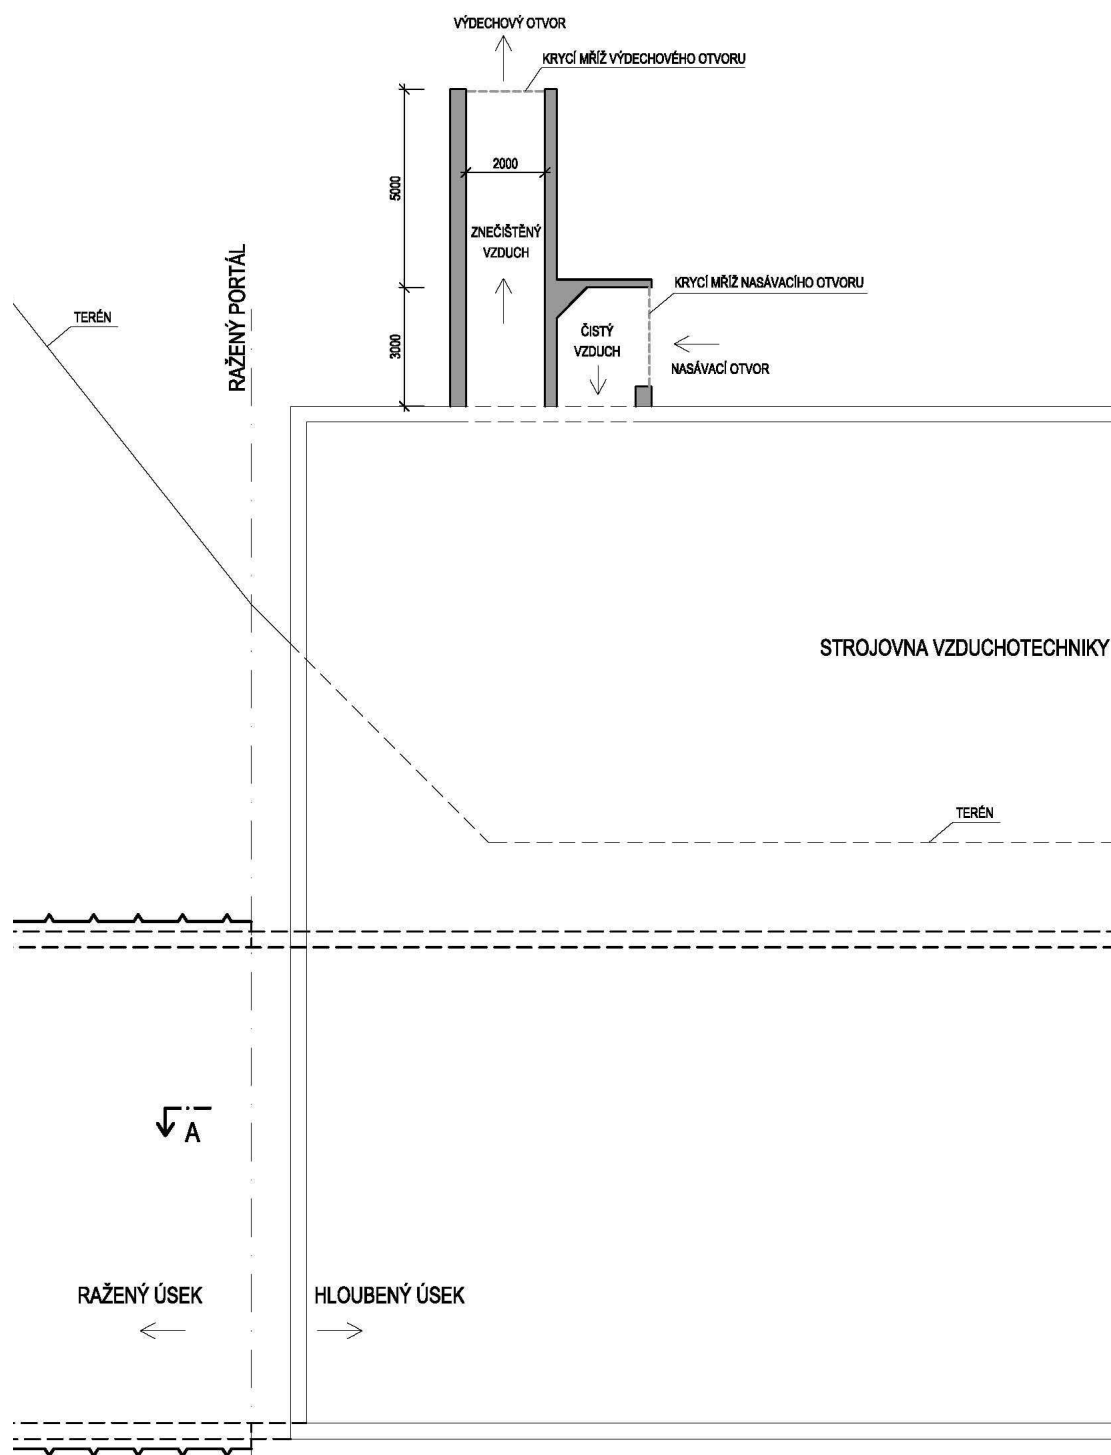 VÝDECHOVÝ OTVOR
KRYCÍ MŘÍŽ VÝDECHOVÉHO OTVORU
2000
5000
ZNEČIŠTĚNÝ
VZDUCH
RAŽENÝ PORTÁL
KRYCÍ MŘÍŽ NASÁVACÍHO OTVORU
TERÉN
3000
ČISTÝ
VZDUCH
NASÁVACÍ OTVOR
STROJOVNA VZDUCHOTECHNIKY
TERÉN
A
RAŽENÝ ÚSEK
HLOUBENÝ ÚSEK